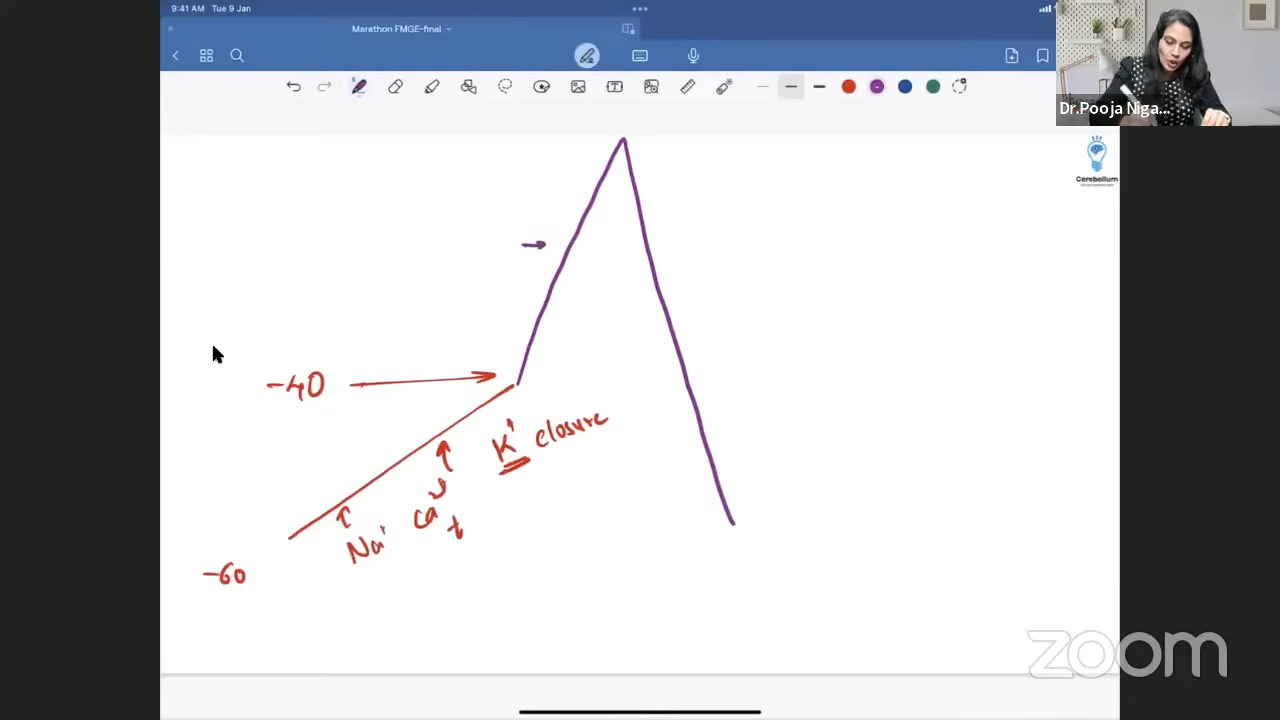 9:41 AM Tue 9 Jan
Marathon FMGE-final
Dr.Pooja Niga...
Cerebellum
-40
K+ closure
Na+ Ca t
-60
zoom